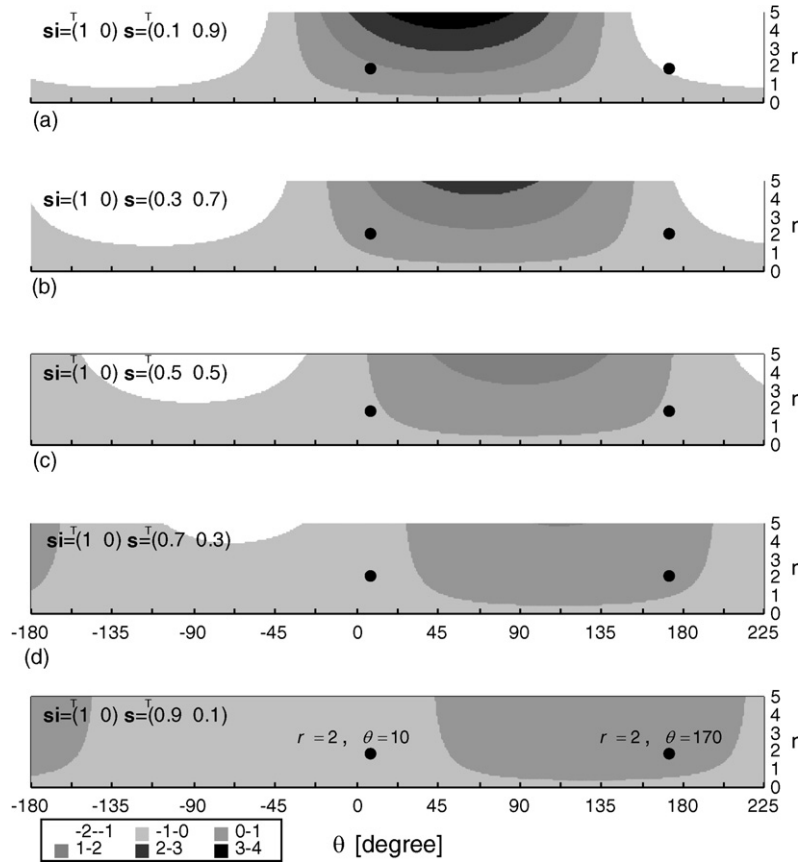 T T
si=(1 0) s=(0.1 0.9)
5
4
3
2
1
0
r
(a)
T T
si=(1 0) s=(0.3 0.7)
5
4
3
2
1
0
r
(b)
T T
si=(1 0) s=(0.5 0.5)
5
4
3
2
1
0
r
(c)
T T
si=(1 0) s=(0.7 0.3)
5
4
3
2
1
0
r
-180 -135 -90 -45 0 45 90 135 180 225
(d)
T T
si=(1 0) s=(0.9 0.1)
r = 2 , θ = 10
r = 2 , θ = 170
5
4
3
2
1
0
r
-180 -135 -90 -45 0 45 90 135 180 225
-2--1 -1-0 0-1
1-2 2-3 3-4
θ [degree]